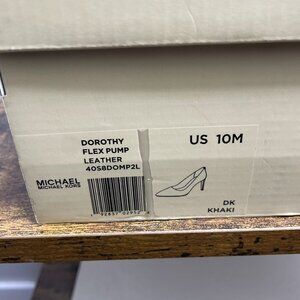 DOROTHY
FLEX PUMP
LEATHER
40S8DOMP2L
US 10M
MICHAEL
MICHAEL KORS
DK
KHAKI